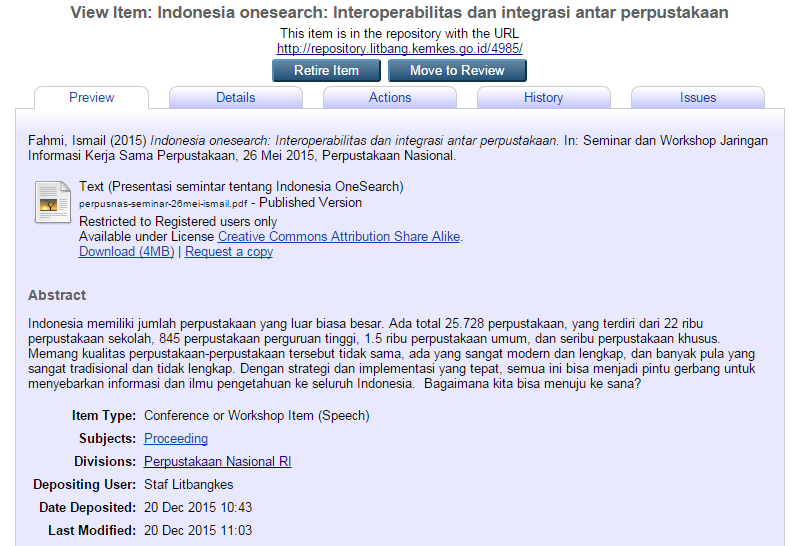 View Item: Indonesia onesearch: Interoperabilitas dan integrasi antar perpustakaan
This item is in the repository with the URL
http://repository.litbang.kemkes.go.id/4985/
Retire Item Move to Review
Preview Details Actions History Issues
Fahmi, Ismail (2015) Indonesia onesearch: Interoperabilitas dan integrasi antar perpustakaan. In: Seminar dan Workshop Jaringan
Informasi Kerja Sama Perpustakaan, 26 Mei 2015, Perpustakaan Nasional.
Text (Presentasi semintar tentang Indonesia OneSearch)
perpusnas-seminar-26mei-ismail.pdf - Published Version
Restricted to Registered users only
Available under License Creative Commons Attribution Share Alike.
Download (4MB) | Request a copy
Abstract
Indonesia memiliki jumlah perpustakaan yang luar biasa besar. Ada total 25.728 perpustakaan, yang terdiri dari 22 ribu
perpustakaan sekolah, 845 perpustakaan perguruan tinggi, 1.5 ribu perpustakaan umum, dan seribu perpustakaan khusus.
Memang kualitas perpustakaan-perpustakaan tersebut tidak sama, ada yang sangat modern dan lengkap, dan banyak pula yang
sangat tradisional dan tidak lengkap. Dengan strategi dan implementasi yang tepat, semua ini bisa menjadi pintu gerbang untuk
menyebarkan informasi dan ilmu pengetahuan ke seluruh Indonesia. Bagaimana kita bisa menuju ke sana?
Item Type: Conference or Workshop Item (Speech)
Subjects: Proceeding
Divisions: Perpustakaan Nasional RI
Depositing User: Staf Litbangkes
Date Deposited: 20 Dec 2015 10:43
Last Modified: 20 Dec 2015 11:03